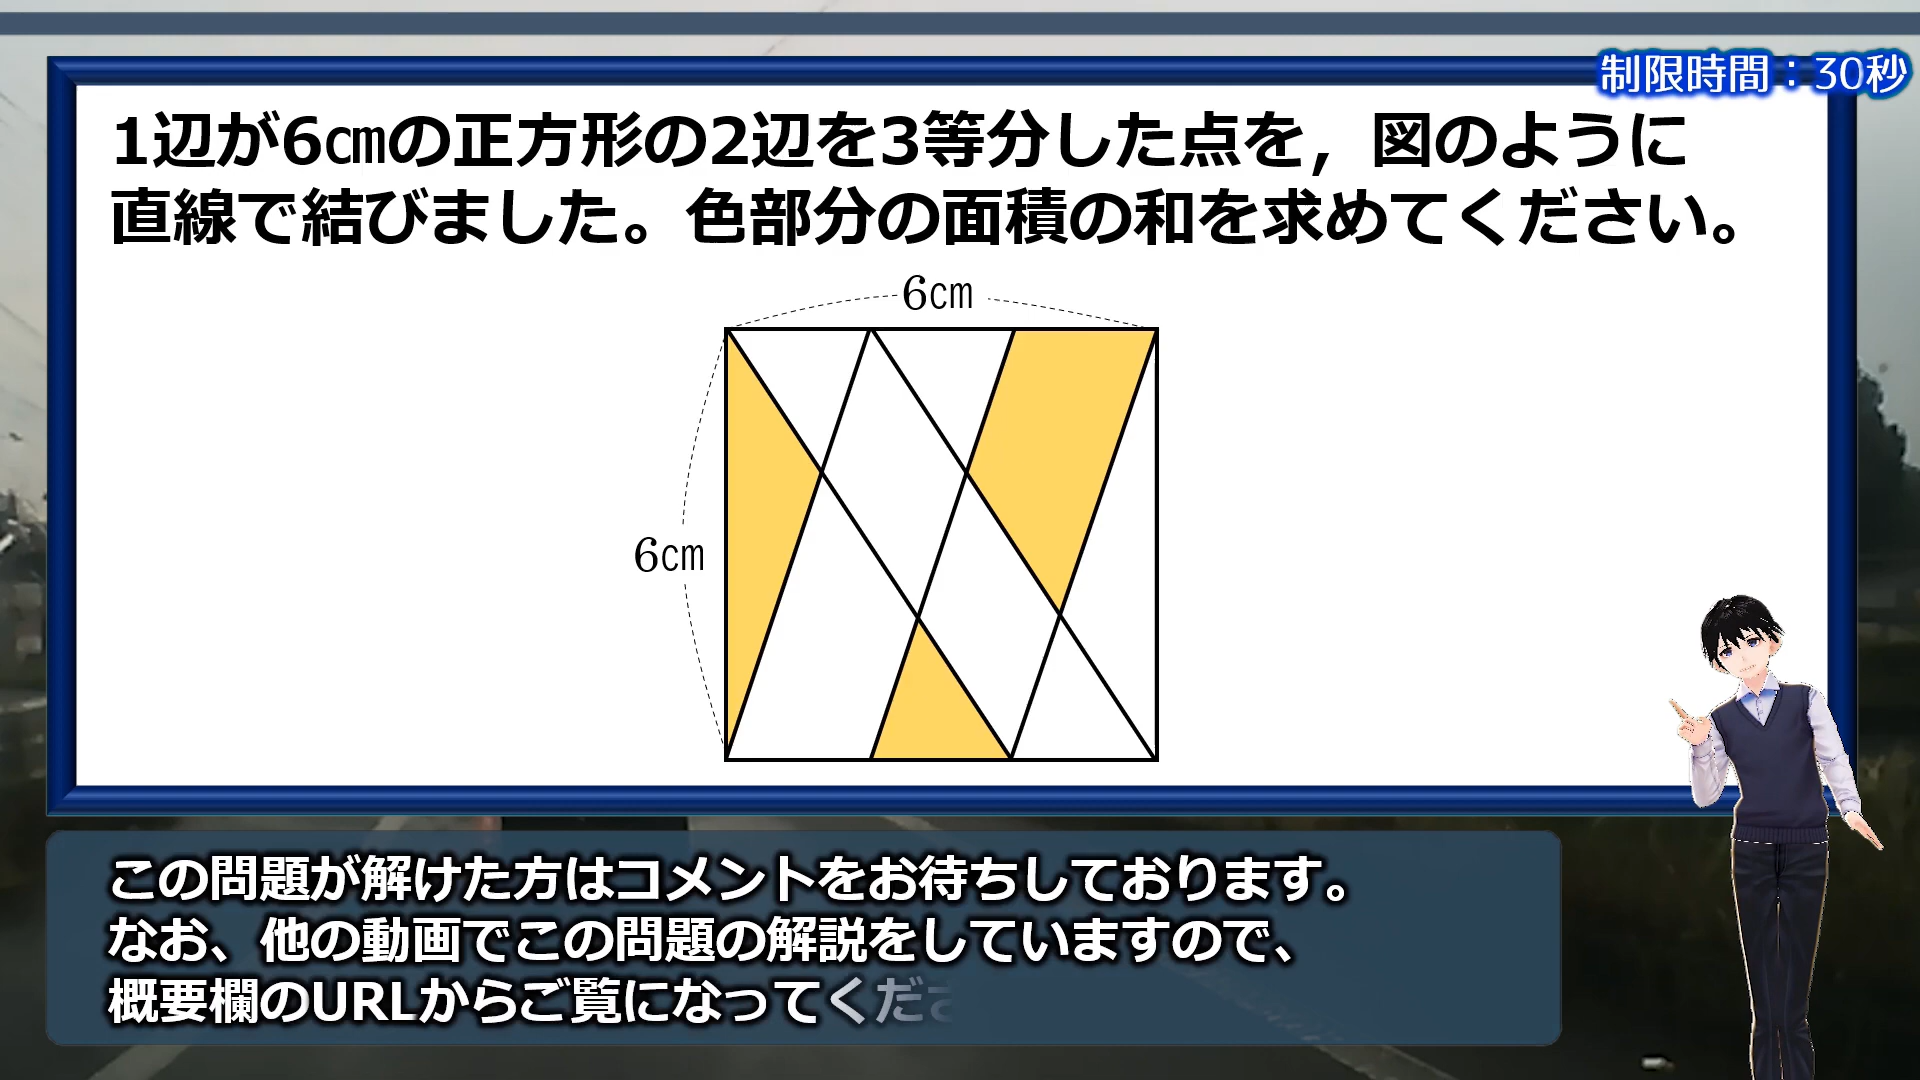 制限時間：30秒
1辺が6㎝の正方形の2辺を3等分した点を，図のように
直線で結びました。色部分の面積の和を求めてください。
6㎝
6㎝
この問題が解けた方はコメントをお待ちしております。
なお、他の動画でこの問題の解説をしていますので、
概要欄のURLからご覧になってくださ